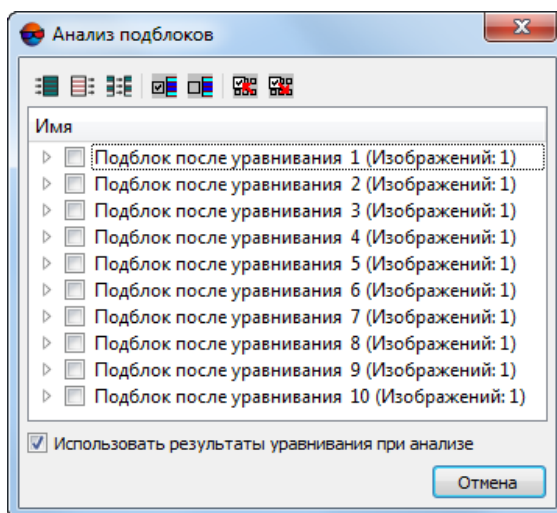 Анализ подблоков
Имя
Подблок после уравнивания 1 (Изображений: 1)
Подблок после уравнивания 2 (Изображений: 1)
Подблок после уравнивания 3 (Изображений: 1)
Подблок после уравнивания 4 (Изображений: 1)
Подблок после уравнивания 5 (Изображений: 1)
Подблок после уравнивания 6 (Изображений: 1)
Подблок после уравнивания 7 (Изображений: 1)
Подблок после уравнивания 8 (Изображений: 1)
Подблок после уравнивания 9 (Изображений: 1)
Подблок после уравнивания 10 (Изображений: 1)
Использовать результаты уравнивания при анализе
Отмена